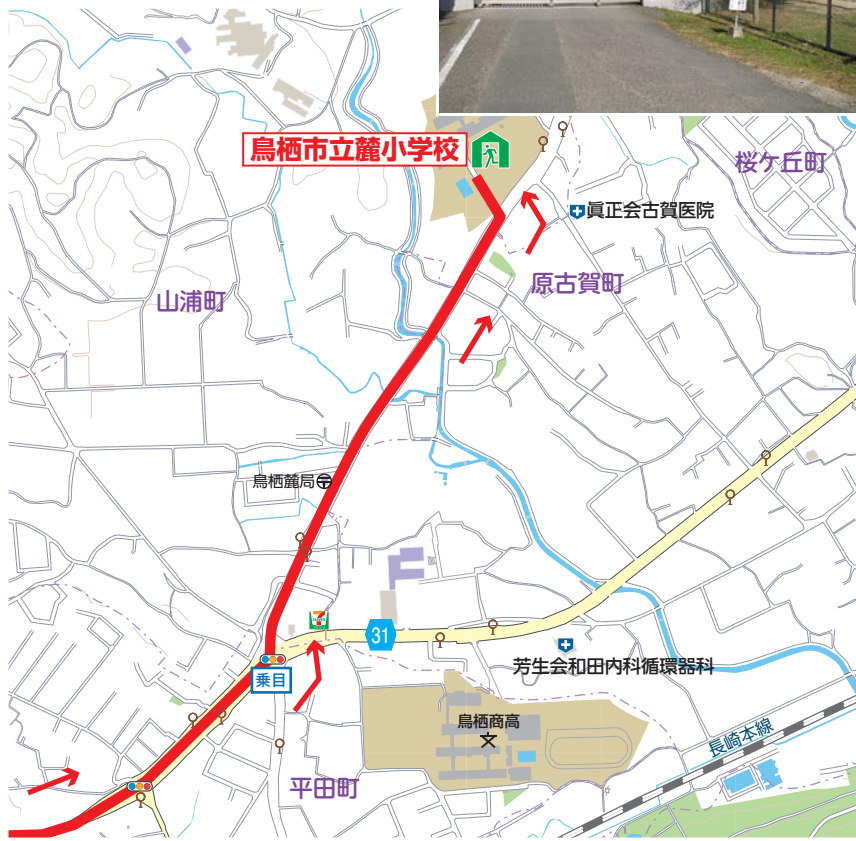 鳥栖市立麓小学校
桜ケ丘町
眞正会古賀医院
山浦町
原古賀町
鳥栖麓局
31
乗目
芳生会和田内科循環器科
鳥栖商高
長崎本線
平田町